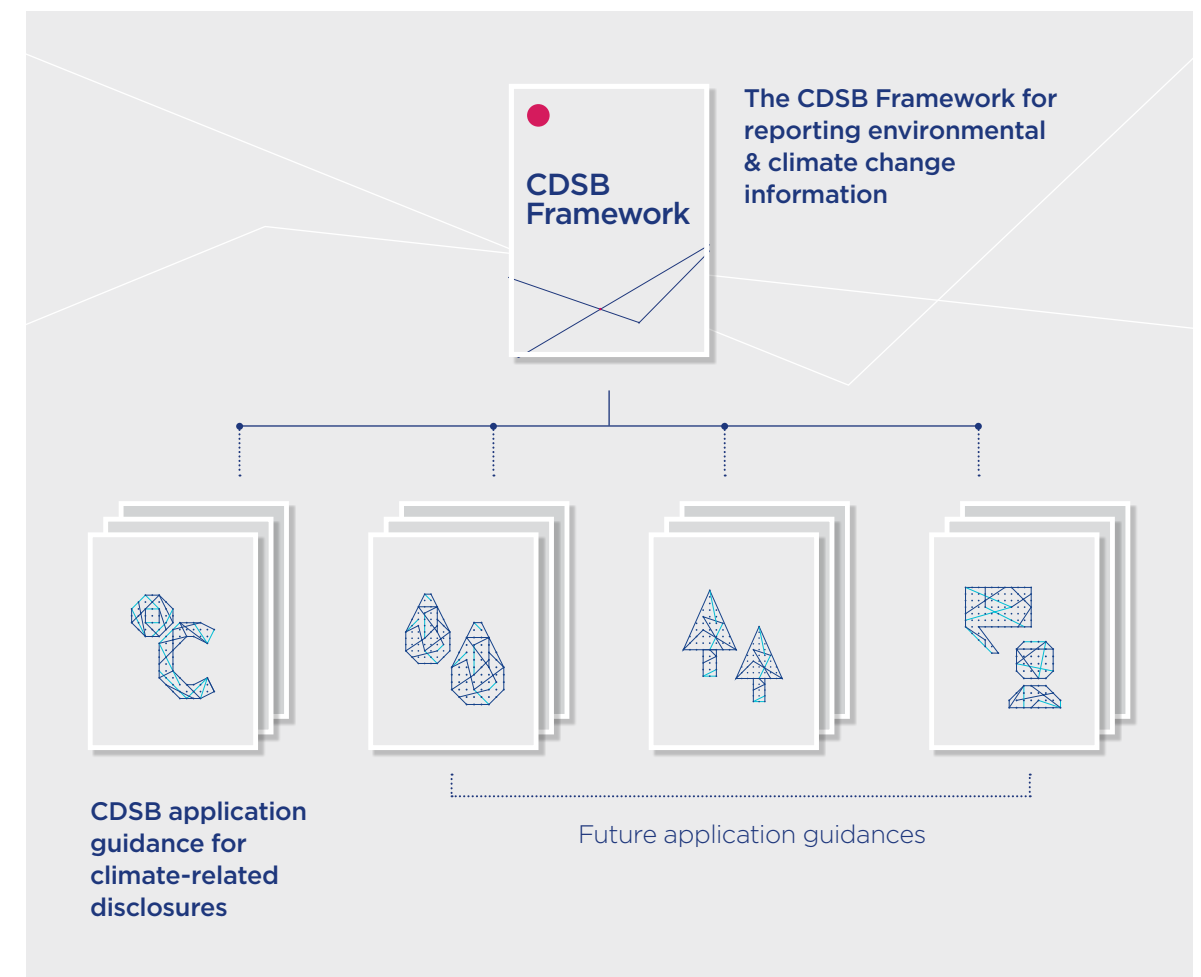 CDSB
Framework
The CDSB Framework for
reporting environmental
& climate change
information
CDSB application
guidance for
climate-related
disclosures
Future application guidances